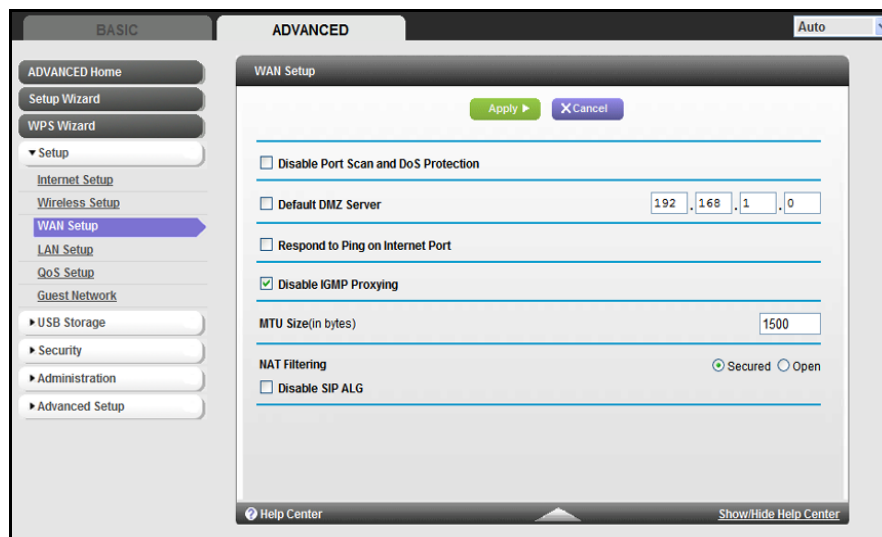 BASIC
ADVANCED
Auto
ADVANCED Home
Setup Wizard
WPS Wizard
Setup
Internet Setup
Wireless Setup
WAN Setup
LAN Setup
QoS Setup
Guest Network
USB Storage
Security
Administration
Advanced Setup
WAN Setup
Apply
X Cancel
Disable Port Scan and DoS Protection
Default DMZ Server 192 . 168 . 1 . 0
Respond to Ping on Internet Port
Disable IGMP Proxying
MTU Size(in bytes) 1500
NAT Filtering Secured Open
Disable SIP ALG
? Help Center Show/Hide Help Center